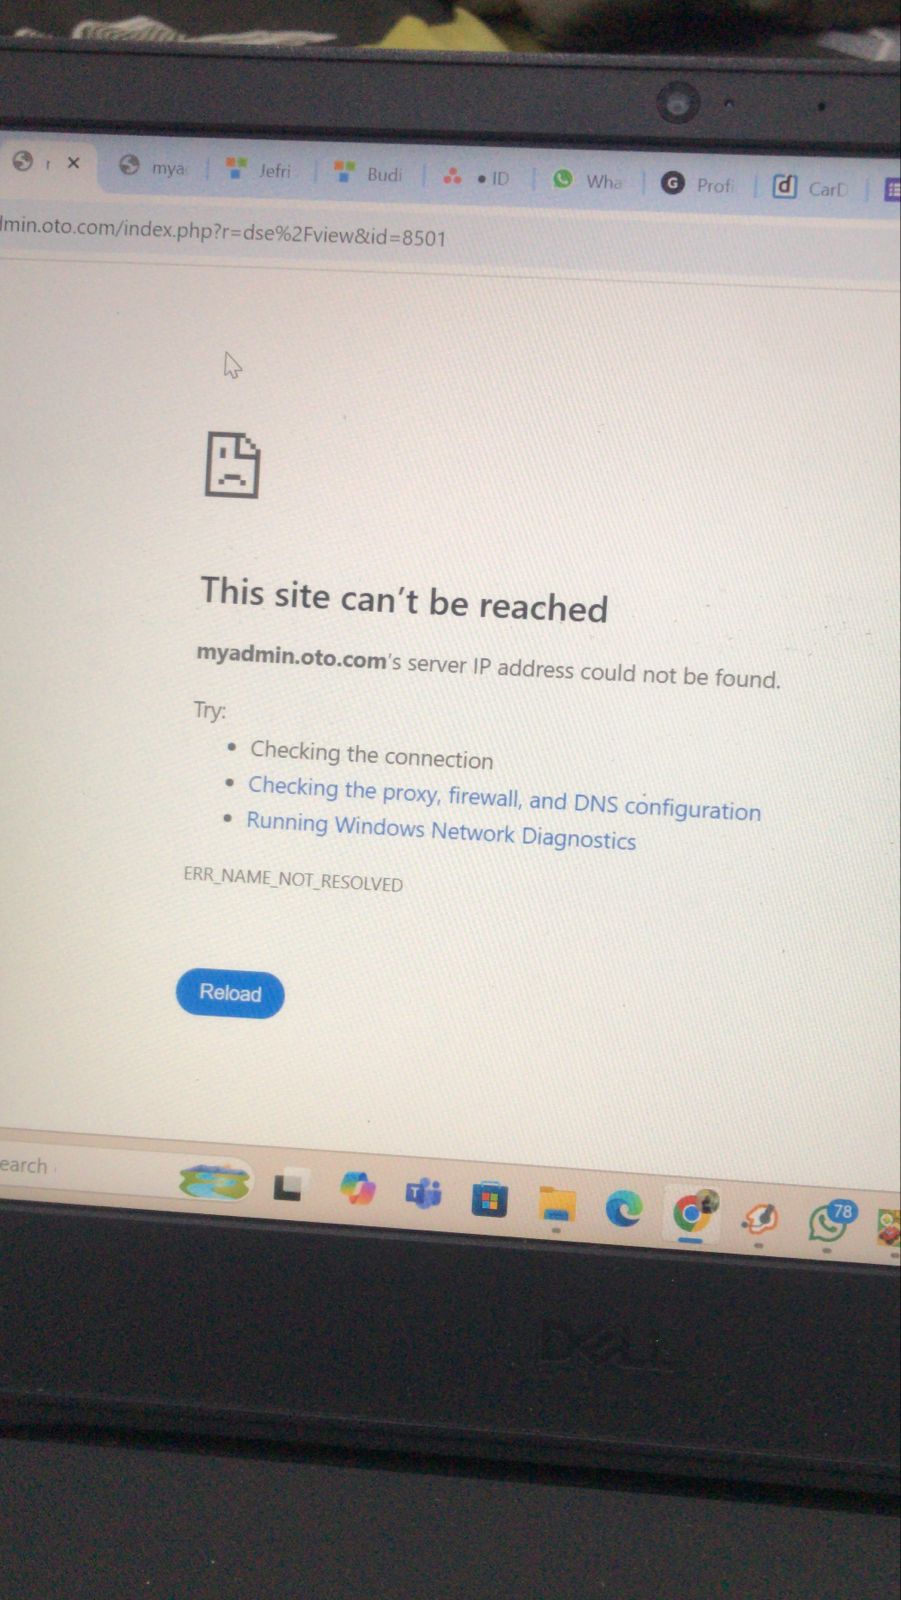 mya
Jefri
Budi
ID
Wha
G
Profi
d
CarD
min.oto.com/index.php?r=dse%2Fview&id=8501
This site can't be reached
myadmin.oto.com's server IP address could not be found.
Try:
• Checking the connection
• Checking the proxy, firewall, and DNS configuration
• Running Windows Network Diagnostics
ERR_NAME_NOT_RESOLVED
Reload
earch
78
DELL